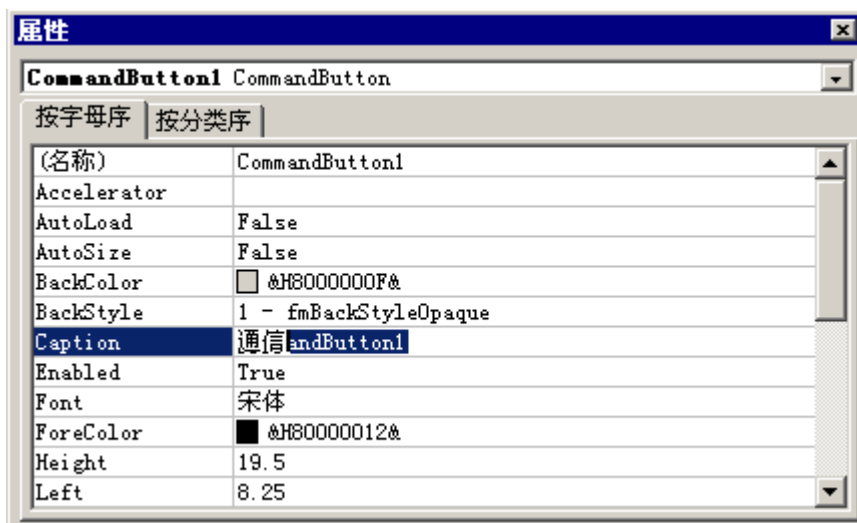 属性
CommandButton1 CommandButton
按字母序 按分类序
(名称) CommandButton1
Accelerator
AutoLoad False
AutoSize False
BackColor &H8000000F&
BackStyle 1 - fmBackStyleOpaque
Caption 通信andButton1
Enabled True
Font 宋体
ForeColor &H80000012&
Height 19.5
Left 8.25